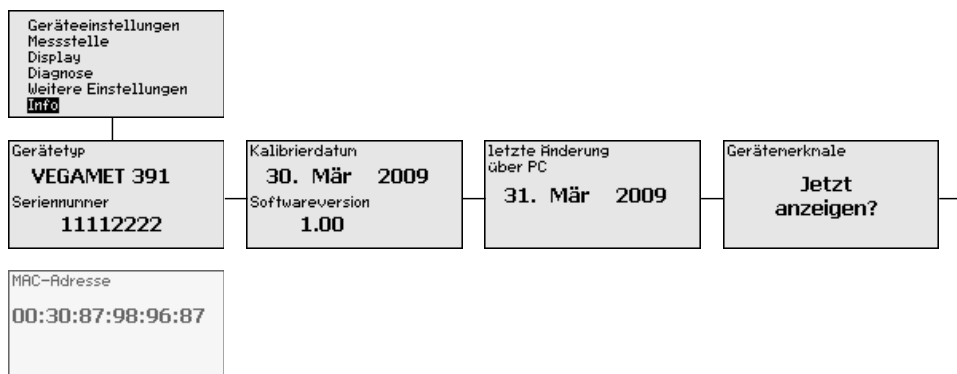 Geräteeinstellungen
Messstelle
Display
Diagnose
Weitere Einstellungen
Info
Gerätetyp
VEGAMET 391
Seriennummer
11112222
Kalibrierdatum
30. Mär 2009
Softwareversion
1.00
letzte Änderung
über PC
31. Mär 2009
Gerätemerkmale
Jetzt
anzeigen?
MAC-Adresse
00:30:87:98:96:87